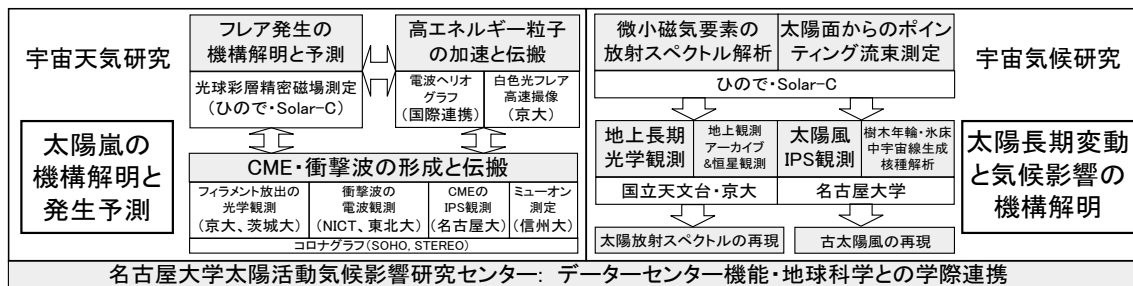 宇宙天気研究
太陽嵐の
機構解明と
発生予測
フレア発生の
機構解明と予測
光球彩層精密磁場測定
(ひので・Solar-C)
高エネルギー粒子
の加速と伝搬
電波ヘリオ
グラフ
(国際連携)
白色光フレア
高速撮像
(京大)
CME・衝撃波の形成と伝搬
フィラメント放出の
光学観測
(京大、茨城大)
衝撃波の
電波観測
(NICT、東北大)
CMEの
IPS観測
(名古屋大)
ミューオン
測定
(信州大)
コロナグラフ(SOHO, STEREO)
微小磁気要素の
放射スペクトル解析
太陽面からのポイン
ティング流束測定
ひので・Solar-C
宇宙気候研究
地上長期
光学観測
地上観測
アーカイブ
&恒星観測
太陽風
IPS観測
樹木年輪・氷床
中宇宙線生成
核種解析
国立天文台・京大
名古屋大学
太陽放射スペクトルの再現
古太陽風の再現
太陽長期変動
と気候影響の
機構解明
名古屋大学太陽活動気候影響研究センター: データーセンター機能・地球科学との学際連携